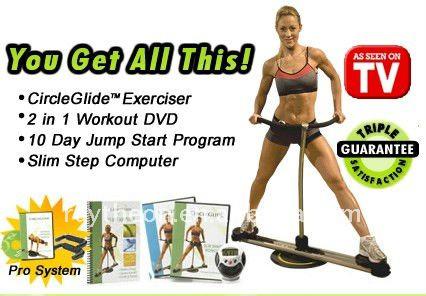 You Get All This!
AS SEEN ON
TV
•CircleGlide™ Exerciser
•2 in 1 Workout DVD
•10 Day Jump Start Program
•Slim Step Computer
TRIPLE
GUARANTEE
SATISFACTION
Pro System